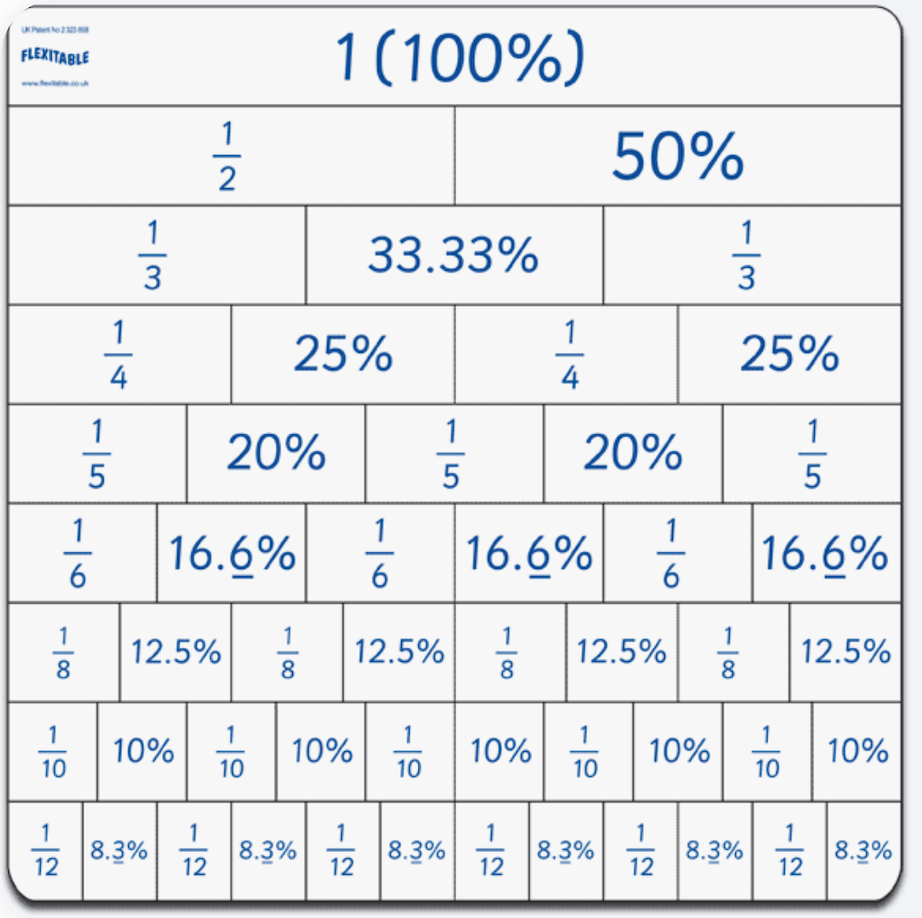 UK Patent No 2 323 698
FLEXITABLE
www.flexitable.co.uk
1 (100%)
1/2 50%
1/3 33.33% 1/3
1/4 25% 1/4 25%
1/5 20% 1/5 20% 1/5
1/6 16.6% 1/6 16.6% 1/6 16.6%
1/8 12.5% 1/8 12.5% 1/8 12.5% 1/8 12.5%
1/10 10% 1/10 10% 1/10 10% 1/10 10% 1/10 10%
1/12 8.3% 1/12 8.3% 1/12 8.3% 1/12 8.3% 1/12 8.3% 1/12 8.3%